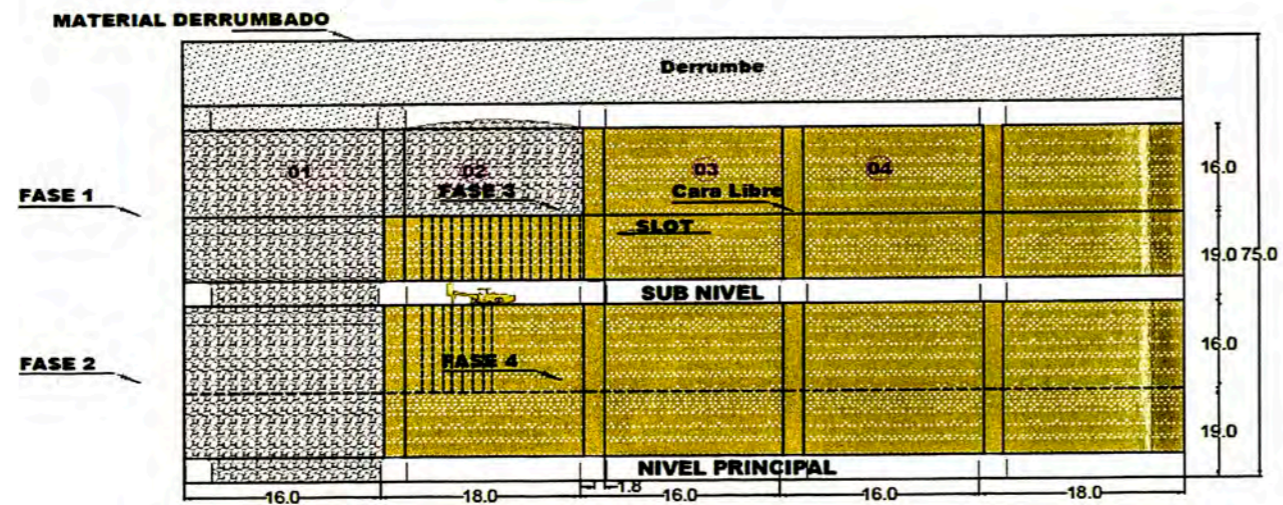 MATERIAL DERRUMBADO
Derrumbe
01
02
03
04
16.0
FASE 1
FASE 3
Cara Libre
SLOT
19.0
75.0
SUB NIVEL
FASE 2
FASE 4
16.0
19.0
NIVEL PRINCIPAL
16.0
18.0
1.8
16.0
16.0
18.0